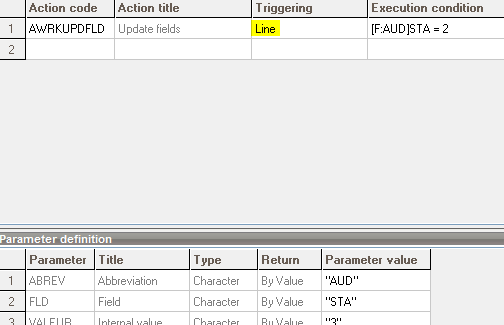 Action code Action title Triggering Execution condition
1 AWRKUPDFLD Update fields Line [F:AUD]STA = 2
2
Parameter definition
Parameter Title Type Return Parameter value
1 ABREV Abbreviation Character By Value "AUD"
2 FLD Field Character By Value "STA"
3 VALEUR Internal value Character By Value "3"